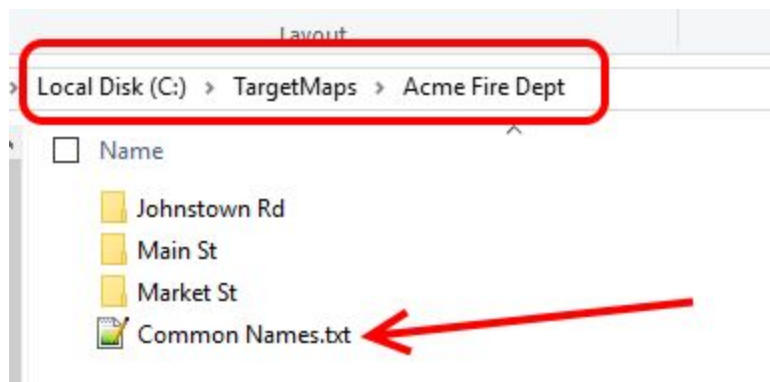 Layout
Local Disk (C:) > TargetMaps > Acme Fire Dept
Name
Johnstown Rd
Main St
Market St
Common Names.txt